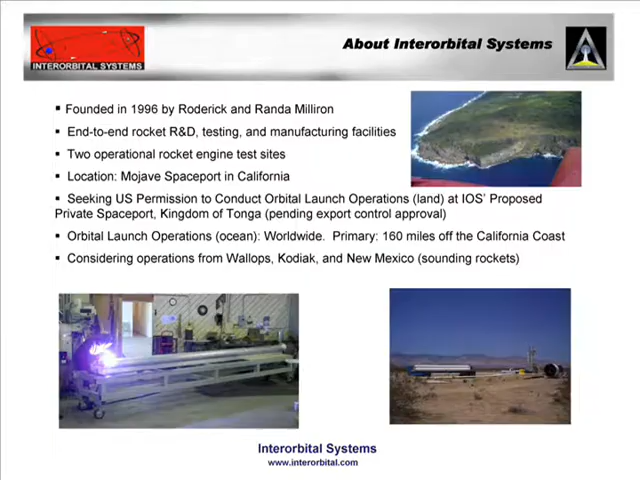 INTERORBITAL SYSTEMS
About Interorbital Systems
▪ Founded in 1996 by Roderick and Randa Milliron
▪ End-to-end rocket R&D, testing, and manufacturing facilities
▪ Two operational rocket engine test sites
▪ Location: Mojave Spaceport in California
▪ Seeking US Permission to Conduct Orbital Launch Operations (land) at IOS' Proposed
Private Spaceport, Kingdom of Tonga (pending export control approval)
▪ Orbital Launch Operations (ocean): Worldwide. Primary: 160 miles off the California Coast
▪ Considering operations from Wallops, Kodiak, and New Mexico (sounding rockets)
Interorbital Systems
www.interorbital.com